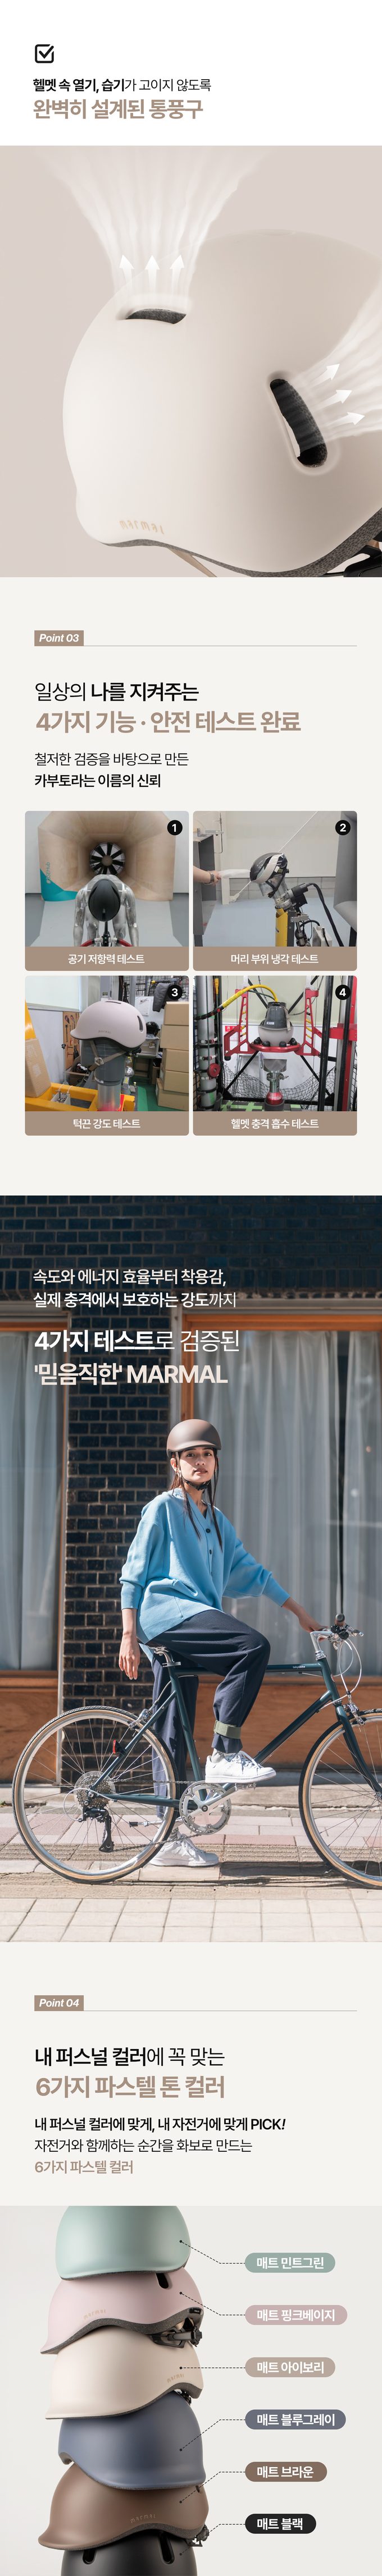 헬멧 속 열기, 습기가 고이지 않도록
완벽히 설계된 통풍구
Point 03
일상의 나를 지켜주는
4가지 기능 · 안전 테스트 완료
철저한 검증을 바탕으로 만든
카부토라는 이름의 신뢰
1
2
공기 저항력 테스트
머리 부위 냉각 테스트
3
4
턱끈 강도 테스트
헬멧 충격 흡수 테스트
속도와 에너지 효율부터 착용감,
실제 충격에서 보호하는 강도까지
4가지 테스트로 검증된
'믿음직한' MARMAL
Point 04
내 퍼스널 컬러에 꼭 맞는
6가지 파스텔 톤 컬러
내 퍼스널 컬러에 맞게, 내 자전거에 맞게 PICK!
자전거와 함께하는 순간을 화보로 만드는
6가지 파스텔 컬러
매트 민트그린
매트 핑크베이지
매트 아이보리
매트 블루그레이
매트 브라운
매트 블랙